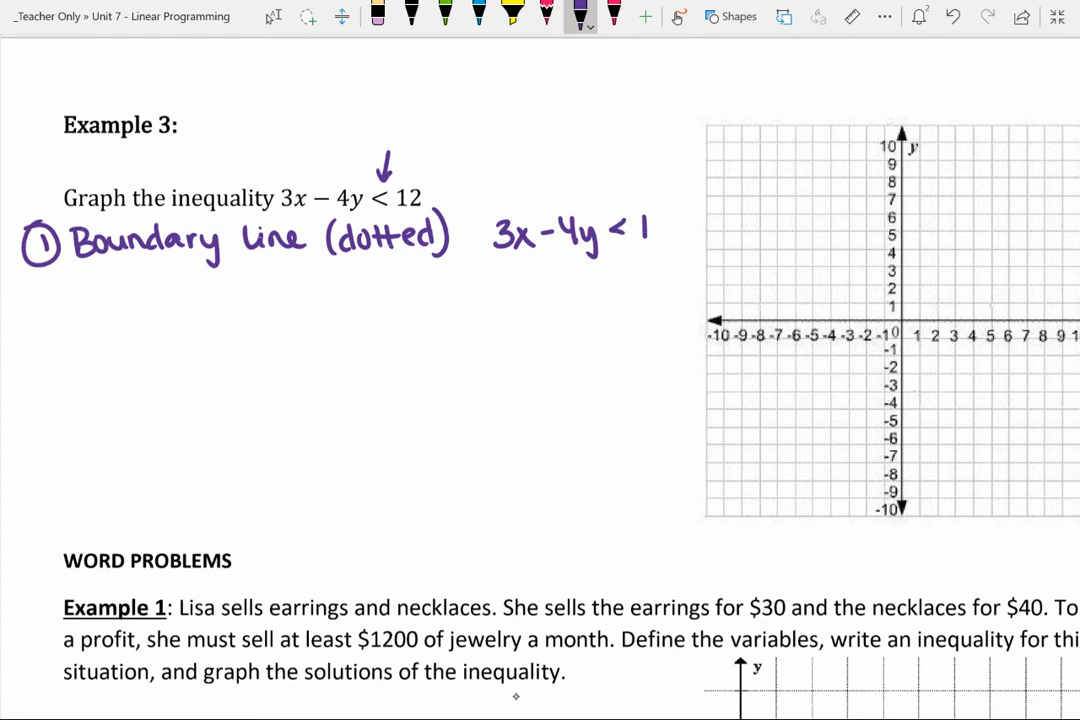 _Teacher Only » Unit 7 - Linear Programming
Shapes
2
Example 3:
Graph the inequality 3x − 4y < 12
① Boundary line (dotted) 3x-4y < 1
10 y
9
8
7
6
5
4
3
2
1
-10 -9 -8 -7 -6 -5 -4 -3 -2 -1 0 1 2 3 4 5 6 7 8 9 1
-1
-2
-3
-4
-5
-6
-7
-8
-9
-10
WORD PROBLEMS
Example 1: Lisa sells earrings and necklaces. She sells the earrings for $30 and the necklaces for $40. To
a profit, she must sell at least $1200 of jewelry a month. Define the variables, write an inequality for thi
situation, and graph the solutions of the inequality.
y